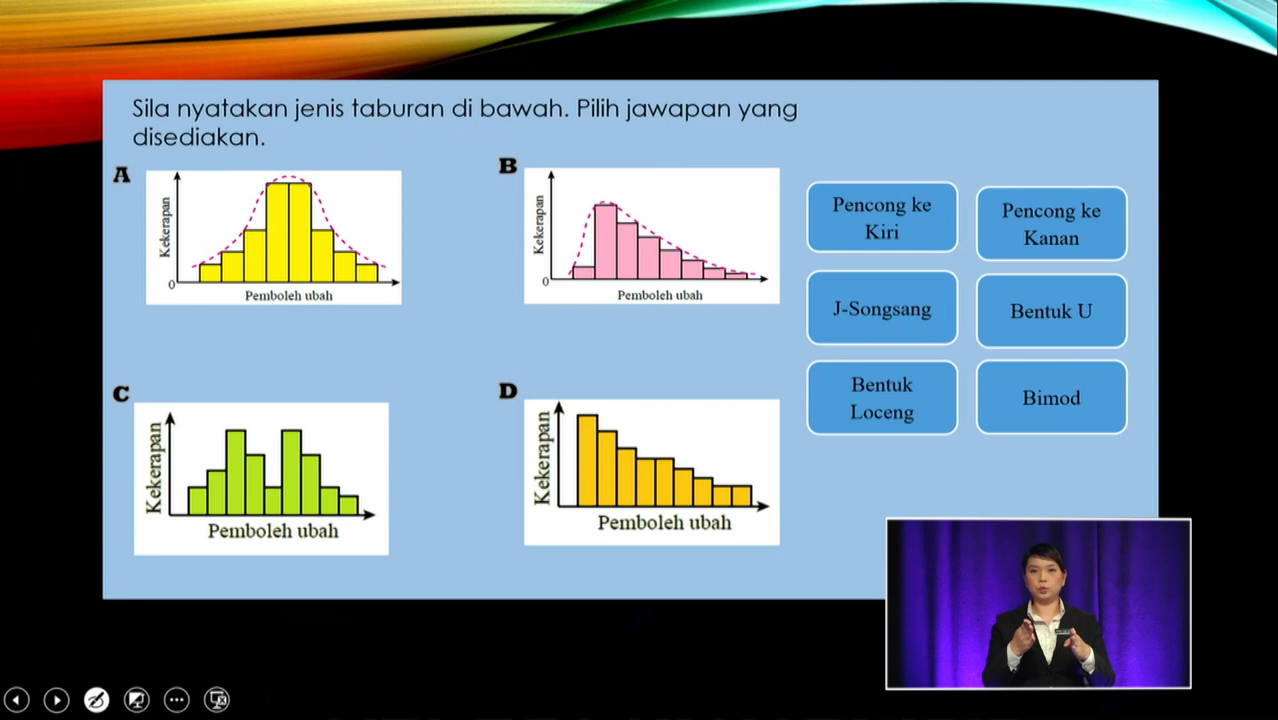 Sila nyatakan jenis taburan di bawah. Pilih jawapan yang
disediakan.
A
Kekerapan
0
Pemboleh ubah
B
Kekerapan
0
Pemboleh ubah
Pencong ke
Kiri
Pencong ke
Kanan
J-Songsang
Bentuk U
Bentuk
Loceng
Bimod
C
Kekerapan
Pemboleh ubah
D
Kekerapan
Pemboleh ubah